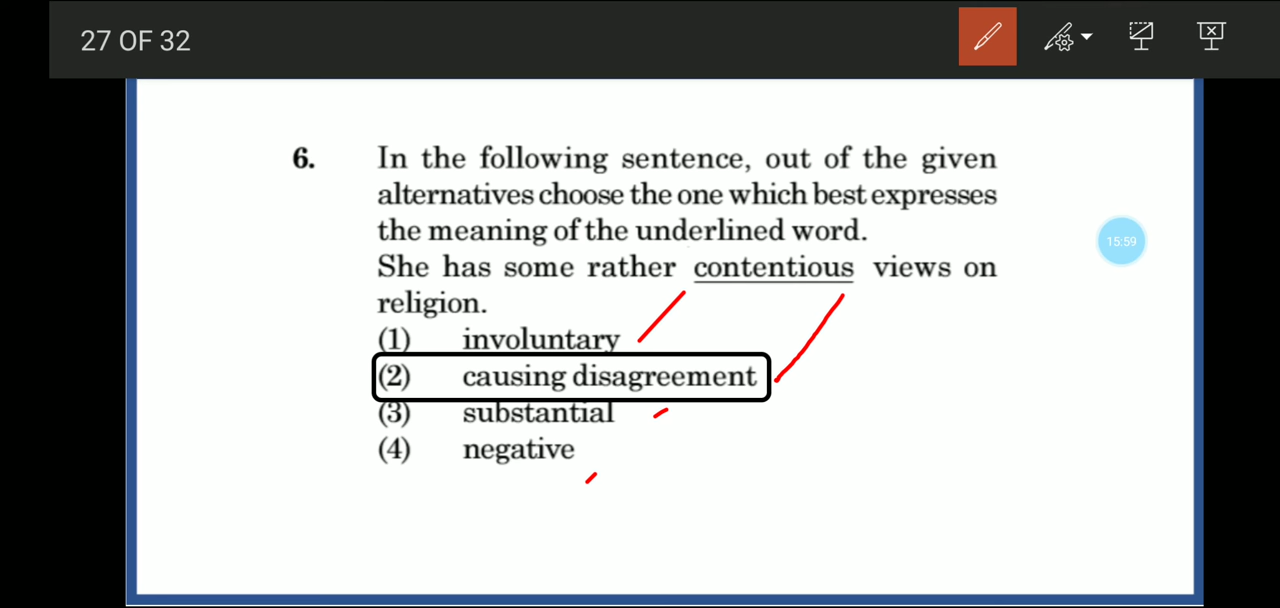 27 OF 32
6. In the following sentence, out of the given
alternatives choose the one which best expresses
the meaning of the underlined word.
She has some rather contentious views on
religion.
(1) involuntary
(2) causing disagreement
(3) substantial
(4) negative
15:59